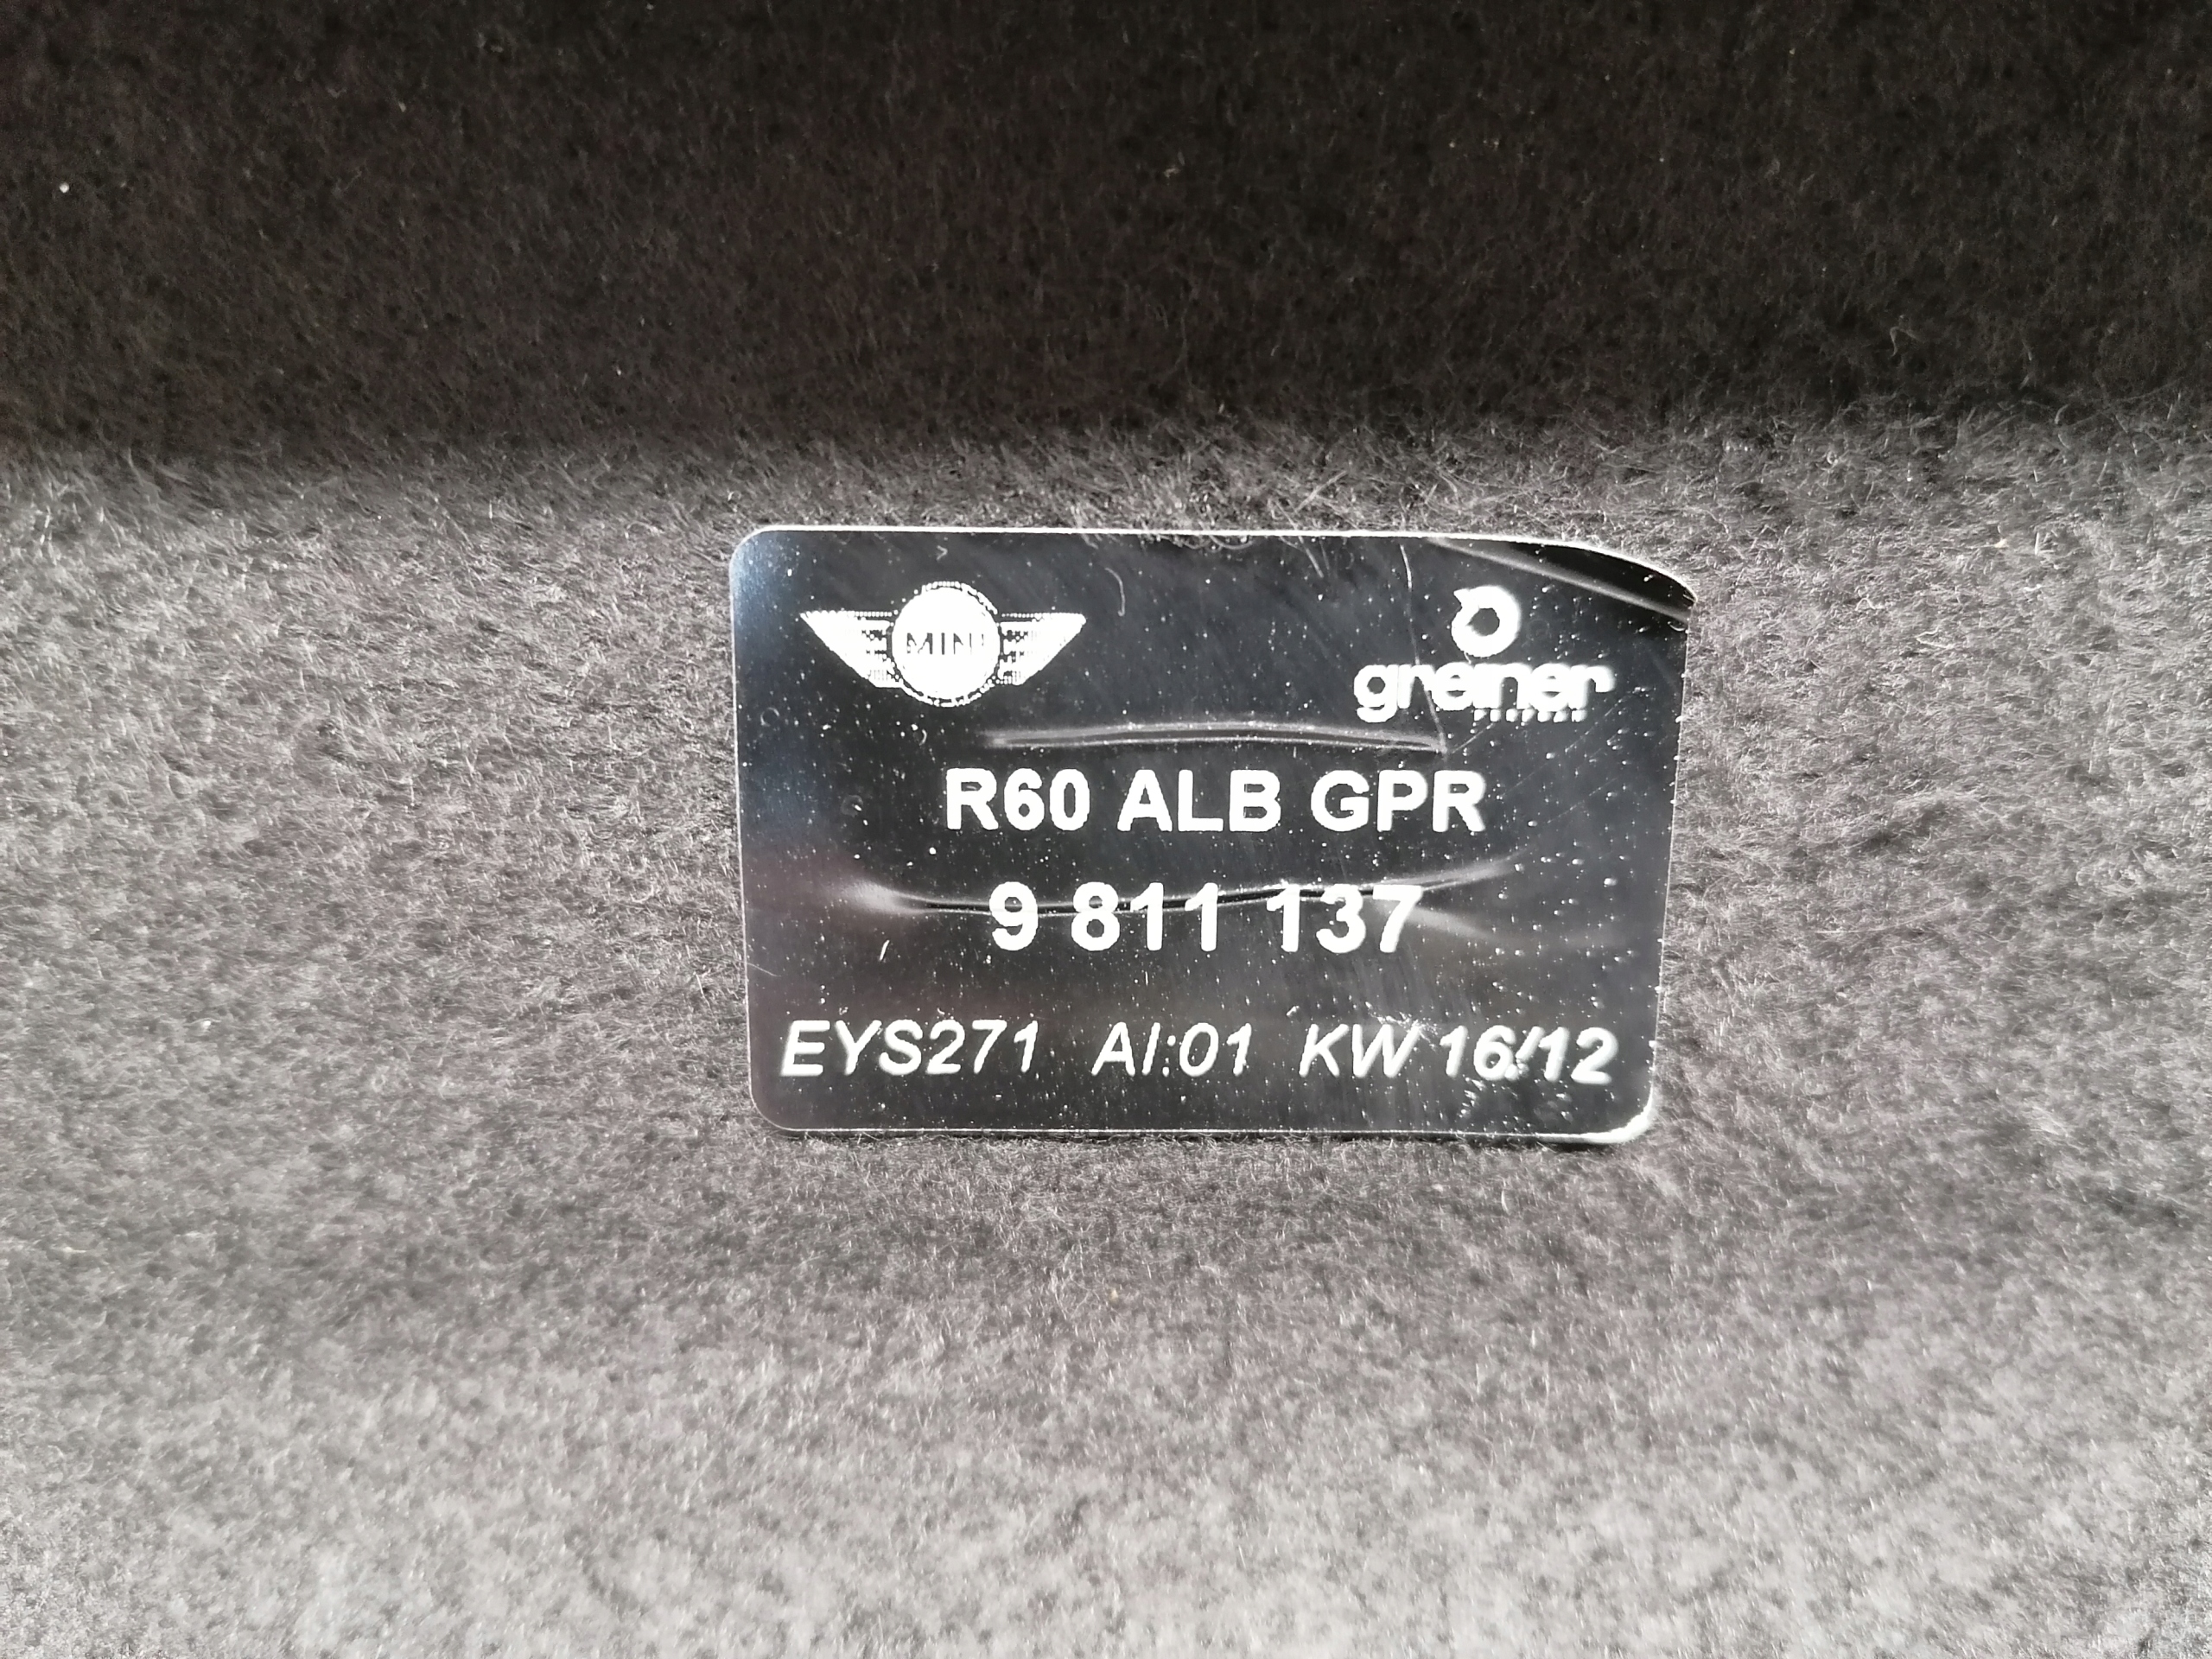 MINI
greiner
R60 ALB GPR
9 811 137
EYS271 AI:01 KW 16/12